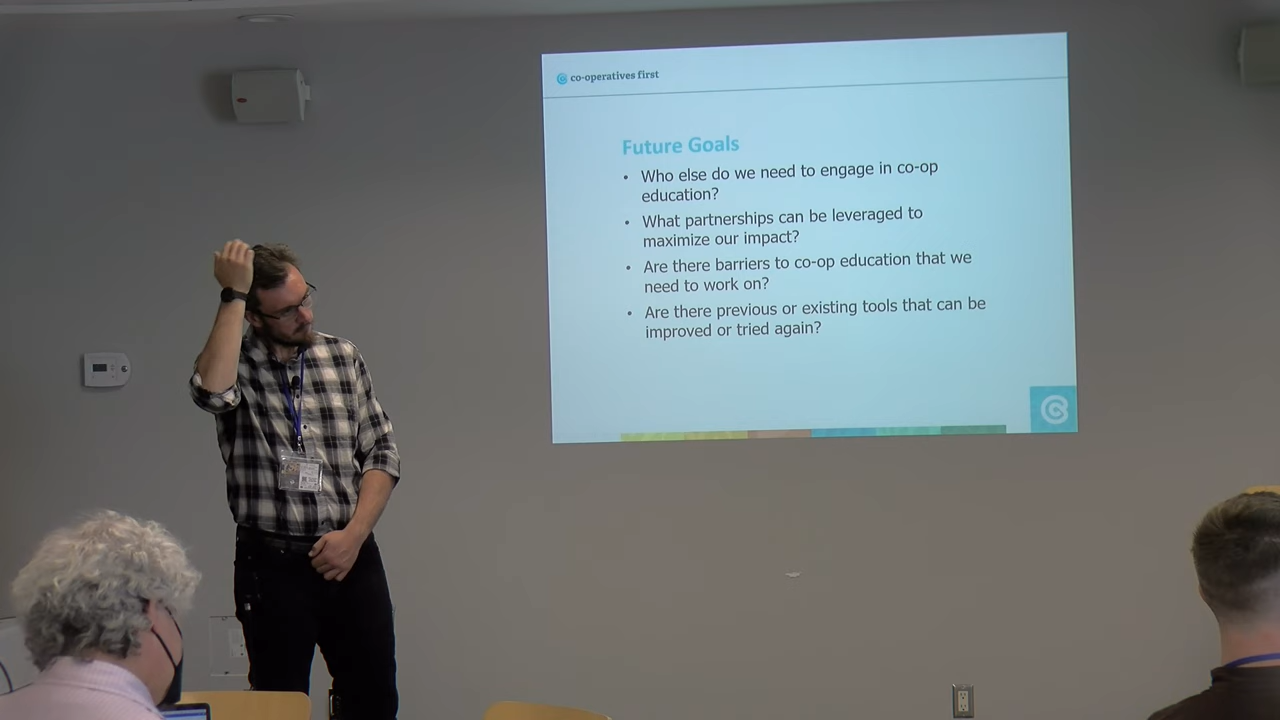 co-operatives first
Future Goals
• Who else do we need to engage in co-op
education?
• What partnerships can be leveraged to
maximize our impact?
• Are there barriers to co-op education that we
need to work on?
• Are there previous or existing tools that can be
improved or tried again?